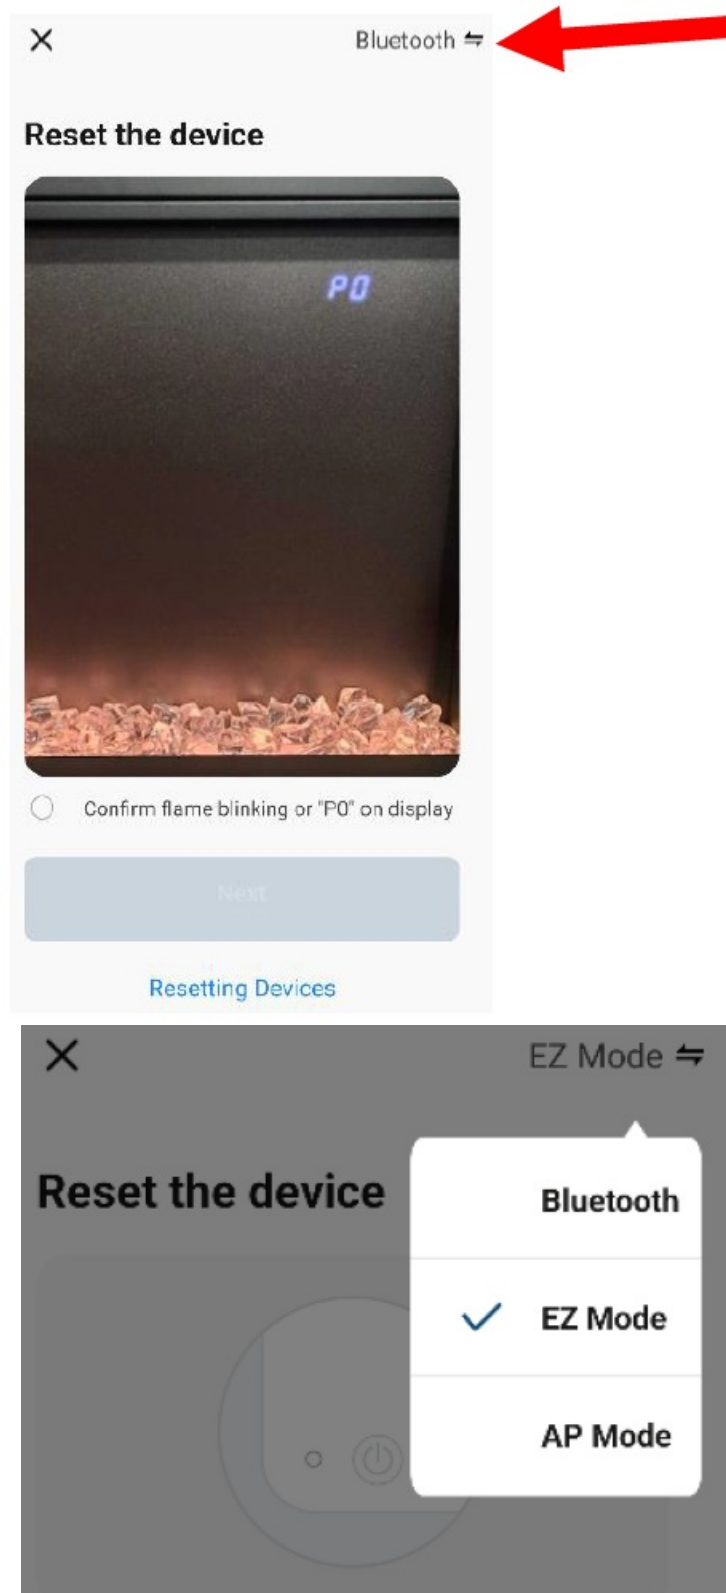 Bluetooth ⇋
Reset the device
P0
Confirm flame blinking or "P0" on display
Next
Resetting Devices
EZ Mode ⇋
Reset the device
Bluetooth
EZ Mode
AP Mode